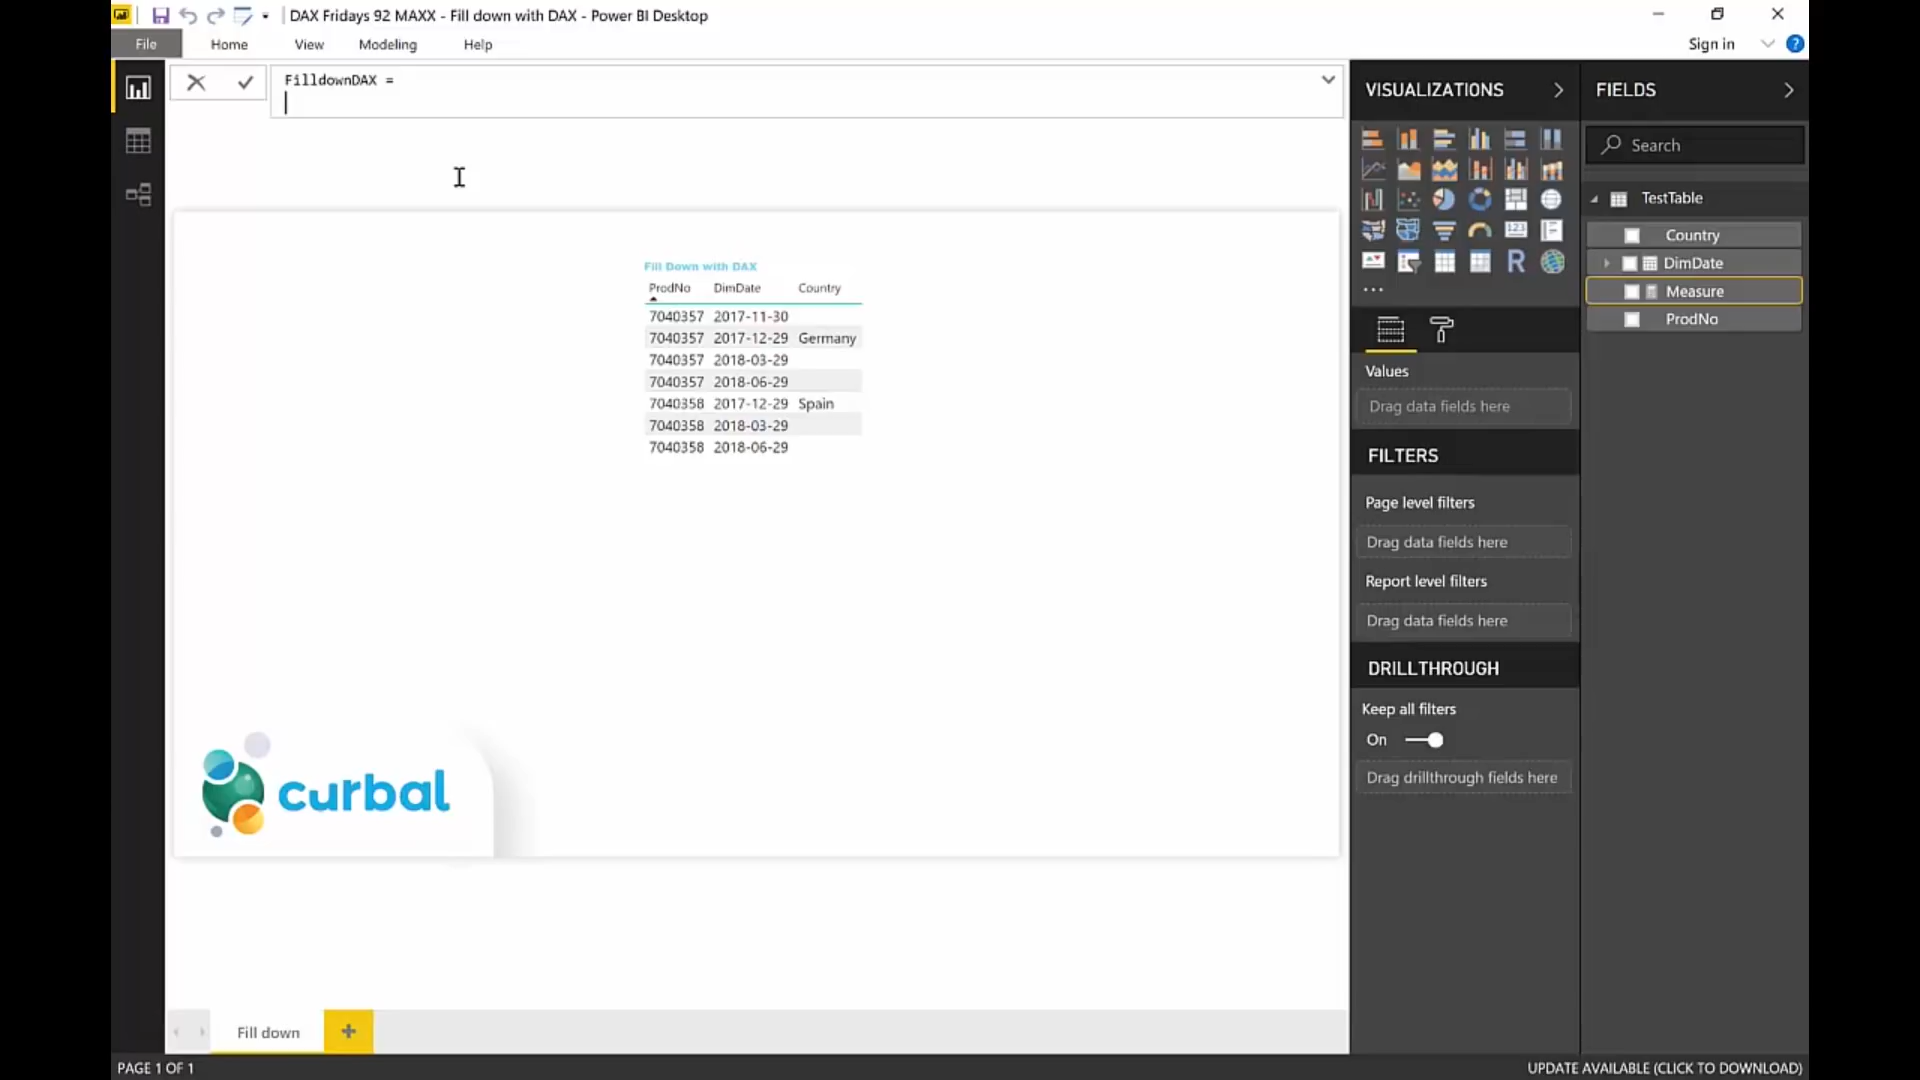 DAX Fridays 92 MAXX - Fill down with DAX - Power BI Desktop
File Home View Modeling Help
Sign in
FilldownDAX =
VISUALIZATIONS
FIELDS
Search
TestTable
Country
DimDate
Measure
ProdNo
Fill Down with DAX
ProdNo DimDate Country
7040357 2017-11-30
7040357 2017-12-29 Germany
7040357 2018-03-29
7040357 2018-06-29
7040358 2017-12-29 Spain
7040358 2018-03-29
7040358 2018-06-29
R
123
Values
Drag data fields here
FILTERS
Page level filters
Drag data fields here
Report level filters
Drag data fields here
DRILLTHROUGH
Keep all filters
On
Drag drillthrough fields here
curbal
Fill down
PAGE 1 OF 1
UPDATE AVAILABLE (CLICK TO DOWNLOAD)